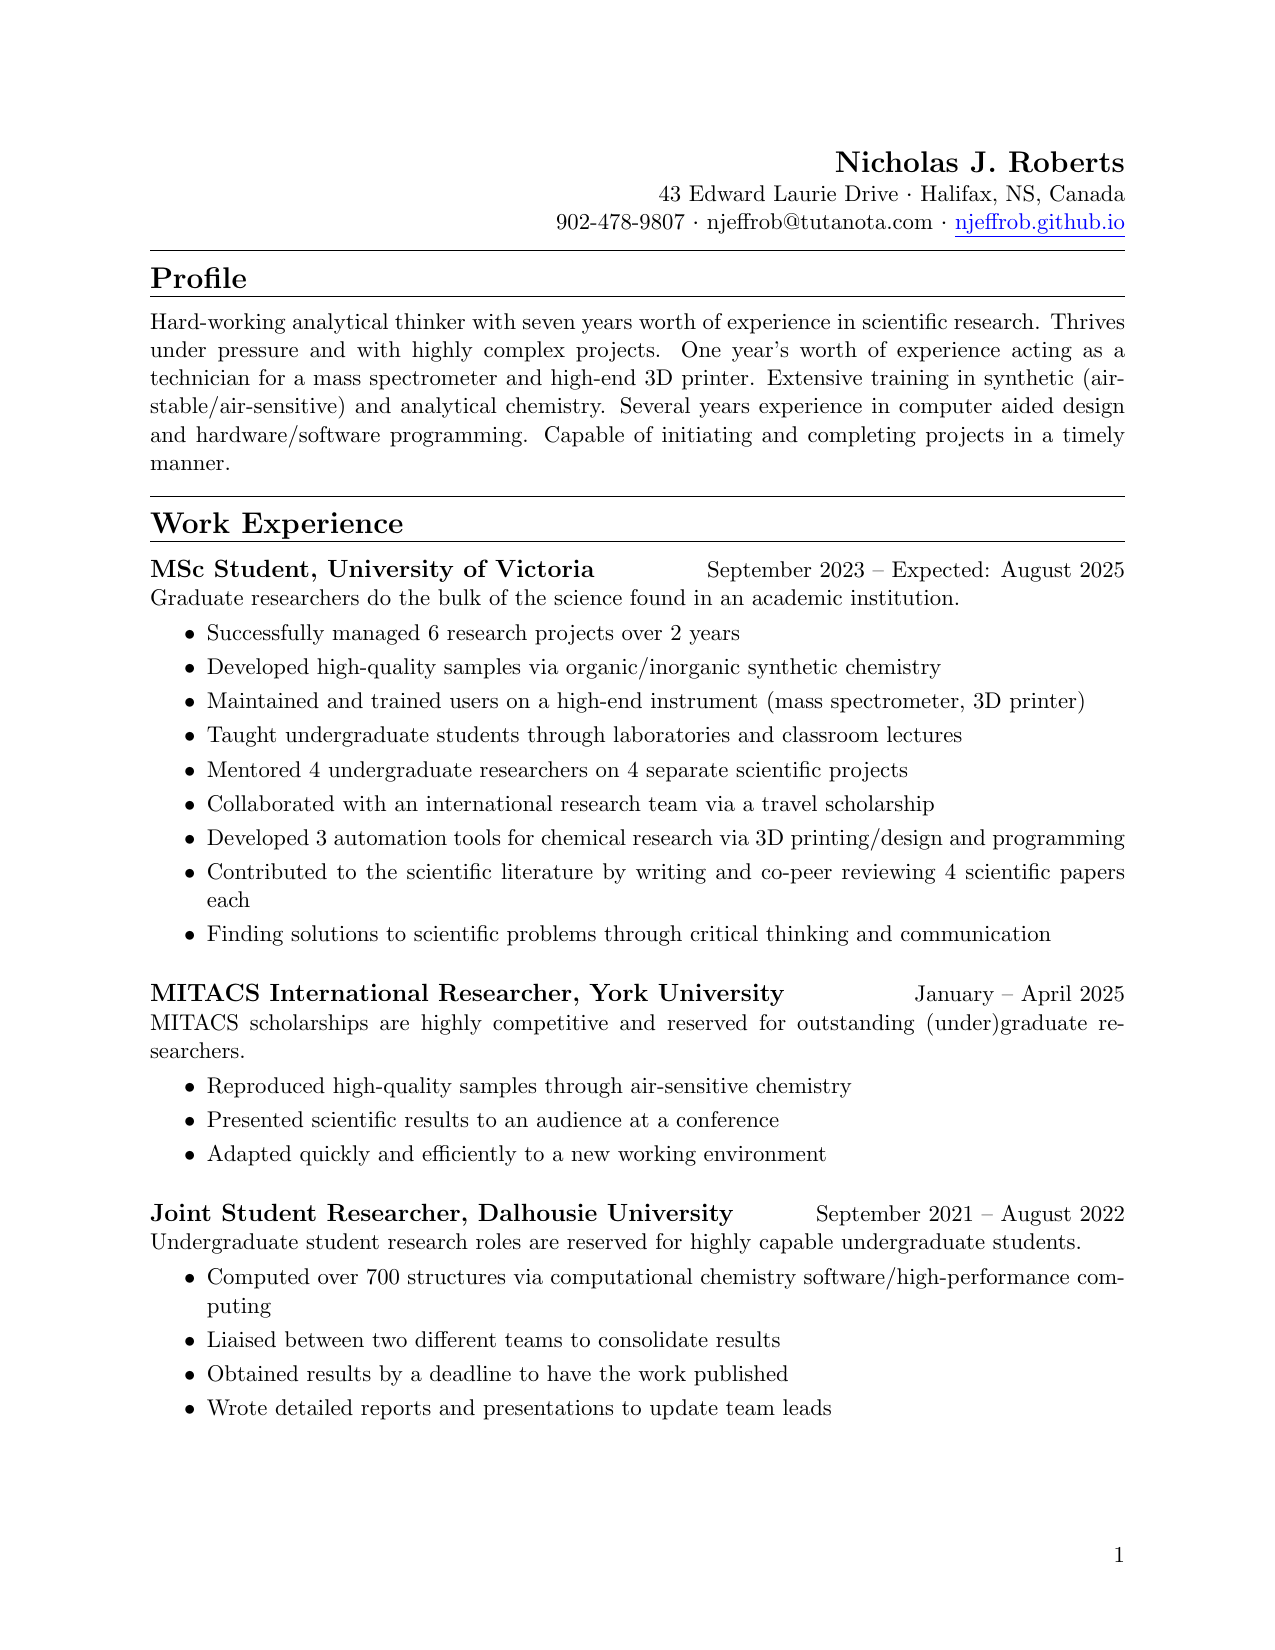 Nicholas J. Roberts
43 Edward Laurie Drive · Halifax, NS, Canada
902-478-9807 · njeffrob@tutanota.com · njeffrob.github.io
Profile
Hard-working analytical thinker with seven years worth of experience in scientific research. Thrives
under pressure and with highly complex projects. One year's worth of experience acting as a
technician for a mass spectrometer and high-end 3D printer. Extensive training in synthetic (air-
stable/air-sensitive) and analytical chemistry. Several years experience in computer aided design
and hardware/software programming. Capable of initiating and completing projects in a timely
manner.
Work Experience
MSc Student, University of Victoria September 2023 – Expected: August 2025
Graduate researchers do the bulk of the science found in an academic institution.
• Successfully managed 6 research projects over 2 years
• Developed high-quality samples via organic/inorganic synthetic chemistry
• Maintained and trained users on a high-end instrument (mass spectrometer, 3D printer)
• Taught undergraduate students through laboratories and classroom lectures
• Mentored 4 undergraduate researchers on 4 separate scientific projects
• Collaborated with an international research team via a travel scholarship
• Developed 3 automation tools for chemical research via 3D printing/design and programming
• Contributed to the scientific literature by writing and co-peer reviewing 4 scientific papers
each
• Finding solutions to scientific problems through critical thinking and communication
MITACS International Researcher, York University January – April 2025
MITACS scholarships are highly competitive and reserved for outstanding (under)graduate re-
searchers.
• Reproduced high-quality samples through air-sensitive chemistry
• Presented scientific results to an audience at a conference
• Adapted quickly and efficiently to a new working environment
Joint Student Researcher, Dalhousie University September 2021 – August 2022
Undergraduate student research roles are reserved for highly capable undergraduate students.
• Computed over 700 structures via computational chemistry software/high-performance com-
puting
• Liaised between two different teams to consolidate results
• Obtained results by a deadline to have the work published
• Wrote detailed reports and presentations to update team leads
1